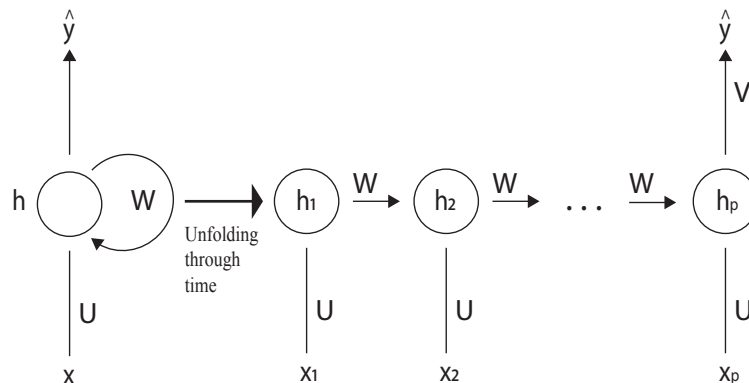 ŷ ŷ
V
h W h₁ W h₂ W . . . W hₚ
Unfolding
through
time
U U U U
x x₁ x₂ xₚ